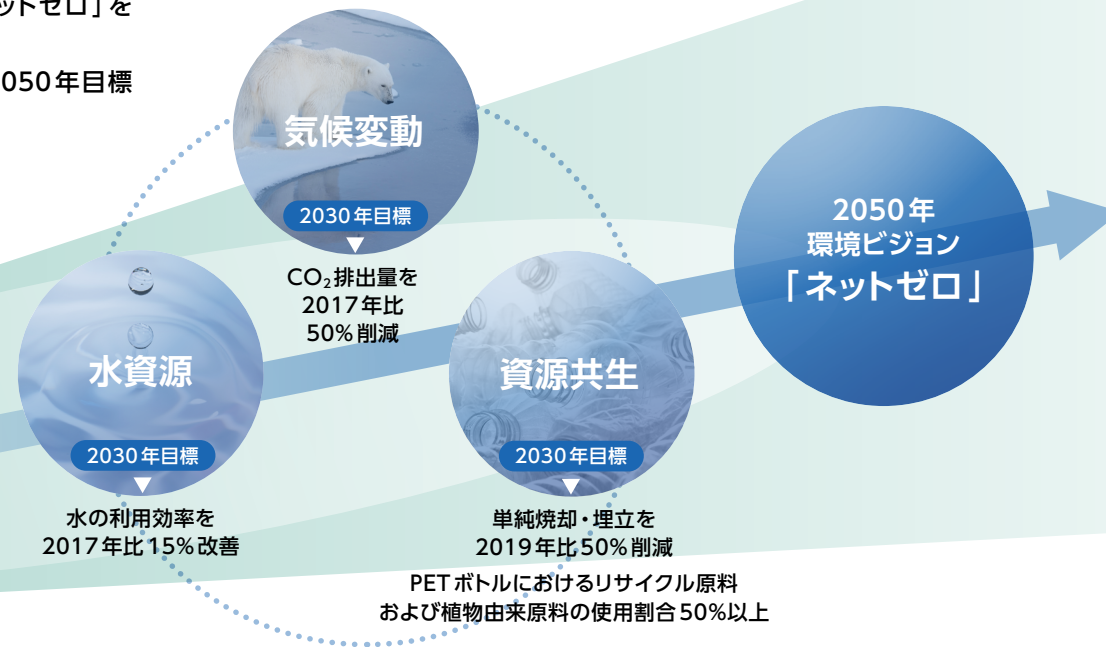 ットゼロ」を
050年目標
気候変動
2030年目標
CO₂排出量を
2017年比
50%削減
水資源
2030年目標
水の利用効率を
2017年比15%改善
資源共生
2030年目標
単純焼却・埋立を
2019年比50%削減
PETボトルにおけるリサイクル原料
および植物由来原料の使用割合50%以上
2050年
環境ビジョン
「ネットゼロ」